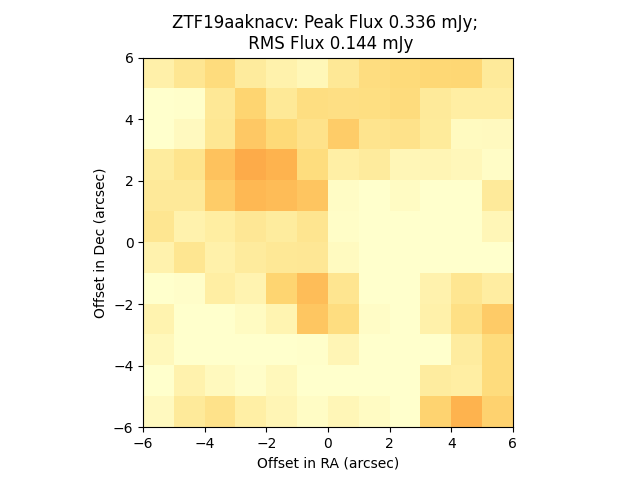 ZTF19aaknacv: Peak Flux 0.336 mJy;
RMS Flux 0.144 mJy
6
4
2
0
−2
−4
−6
Offset in Dec (arcsec)
−6 −4 −2 0 2 4 6
Offset in RA (arcsec)